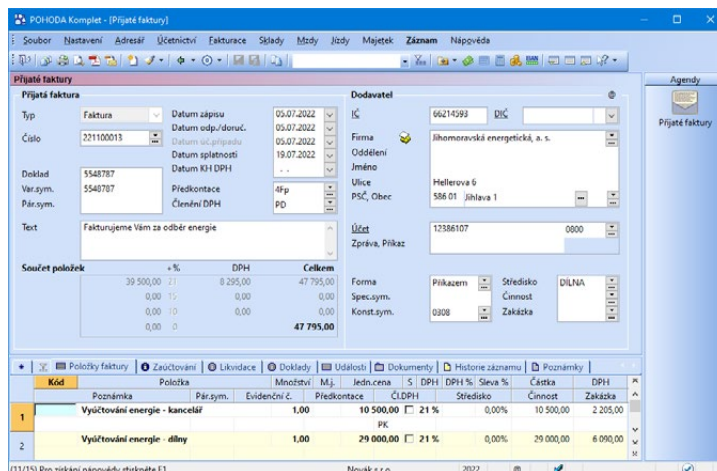 POHODA Komplet - [Přijaté faktury]
Soubor Nastavení Adresář Účetnictví Fakturace Sklady Mzdy Jízdy Majetek Záznam Nápověda
Přijaté faktury
Agendy
Přijaté faktury
Přijatá faktura
Typ Faktura
Číslo 221100013
Doklad 5548787
Var.sym. 5548787
Pár.sym.
Datum zápisu 05.07.2022
Datum odp./doruč. 05.07.2022
Datum úč.případu 05.07.2022
Datum splatnosti 19.07.2022
Datum KH DPH . .
Předkontace 4Fp
Členění DPH PD
Text Fakturujeme Vám za odběr energie
Součet položek + % DPH Celkem
39 500,00 21 8 295,00 47 795,00
0,00 15 0,00 0,00
0,00 10 0,00 0,00
0,00 0 47 795,00
Dodavatel
IČ 66214593 DIČ
Firma Jihomoravská energetická, a. s.
Oddělení
Jméno
Ulice Hellerova 6
PSČ, Obec 586 01 Jihlava 1
Účet 12386107 0800
Zpráva, Příkaz
Forma Příkazem Středisko DÍLNA
Spec.sym. Činnost
Konst.sym. 0308 Zakázka
Položky faktury Zaúčtování Likvidace Doklady Události Dokumenty Historie záznamu Poznámky
Kód Položka Množství M.j. Jedn.cena S DPH DPH % Sleva % Částka DPH
Poznámka Pár.sym. Evidenční č. Předkontace Čl.DPH Středisko Činnost Zakázka
1 Vyúčtování energie - kancelář 1,00 10 500,00 21 % 0,00% 10 500,00 2 205,00
PK
2 Vyúčtování energie - dílny 1,00 29 000,00 21 % 0,00% 29 000,00 6 090,00
(11/15) Pro získání nápovědy stiskněte F1. Novák s.r.o. 2022 @